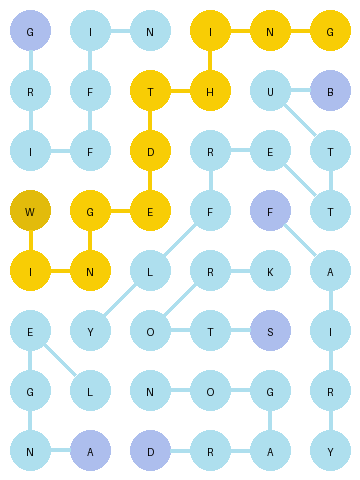 G I N I N G
R F T H U B
I F D R E T
W G E F F T
I N L R K A
E Y O T S I
G L N O G R
N A D R A Y